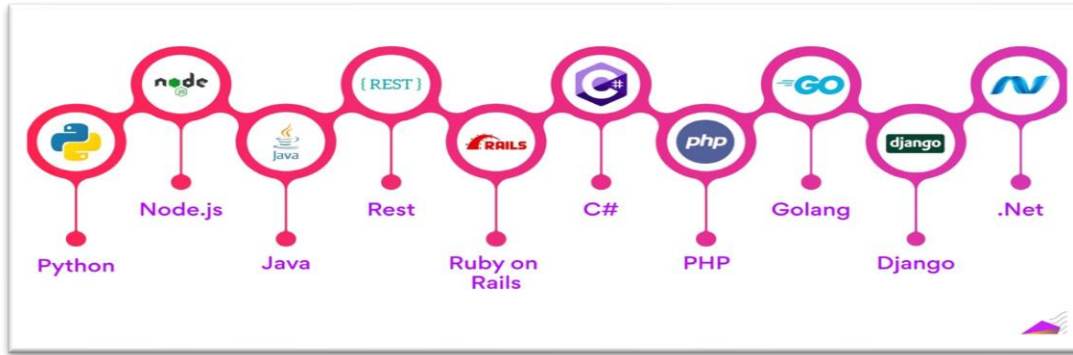 node
JS
{REST}
C#
GO
Java
RAILS
php
django
Node.js
Rest
C#
Golang
.Net
Python
Java
Ruby on
Rails
PHP
Django